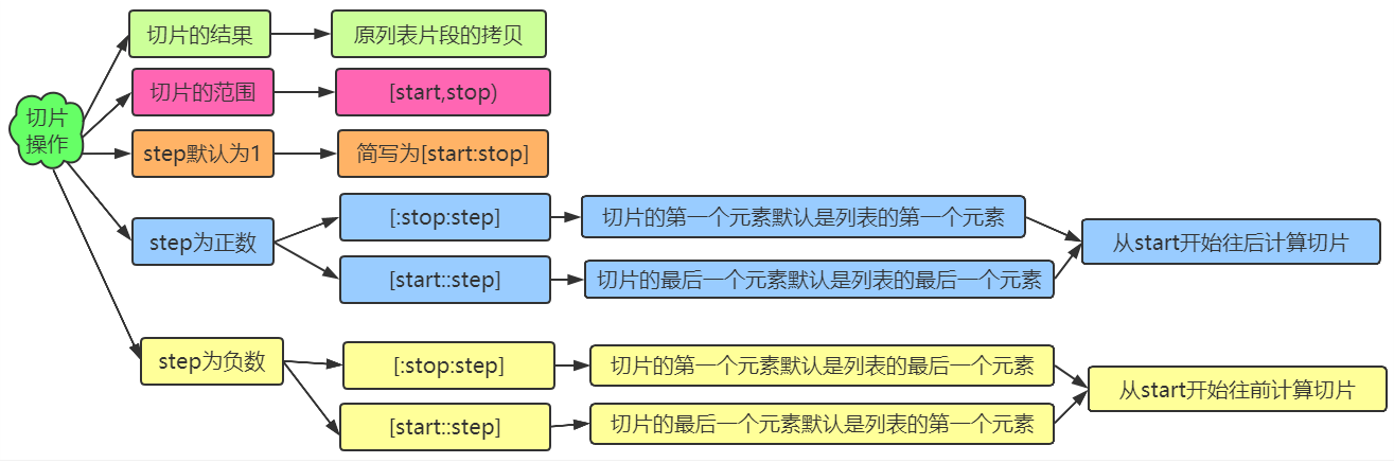 切片的结果
原列表片段的拷贝
切片的范围
[start,stop)
切片
操作
step默认为1
简写为[start:stop]
step为正数
[:stop:step]
切片的第一个元素默认是列表的第一个元素
[start::step]
切片的最后一个元素默认是列表的最后一个元素
从start开始往后计算切片
step为负数
[:stop:step]
切片的第一个元素默认是列表的最后一个元素
[start::step]
切片的最后一个元素默认是列表的第一个元素
从start开始往前计算切片